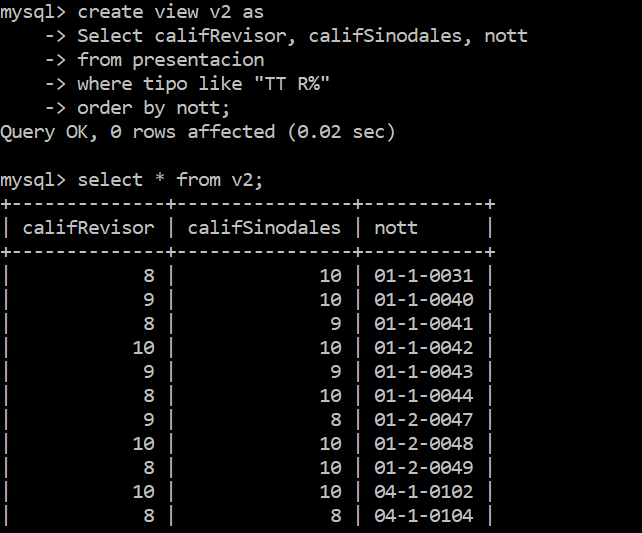 mysql> create view v2 as
    -> Select califRevisor, califSinodales, nott
    -> from presentacion
    -> where tipo like "TT R%"
    -> order by nott;
Query OK, 0 rows affected (0.02 sec)

mysql> select * from v2;
+--------------+----------------+-----------+
| califRevisor | califSinodales | nott      |
+--------------+----------------+-----------+
|            8 |             10 | 01-1-0031 |
|            9 |             10 | 01-1-0040 |
|            8 |              9 | 01-1-0041 |
|           10 |             10 | 01-1-0042 |
|            9 |              9 | 01-1-0043 |
|            8 |             10 | 01-1-0044 |
|            9 |              8 | 01-2-0047 |
|           10 |             10 | 01-2-0048 |
|            8 |             10 | 01-2-0049 |
|           10 |             10 | 04-1-0102 |
|            8 |              8 | 04-1-0104 |